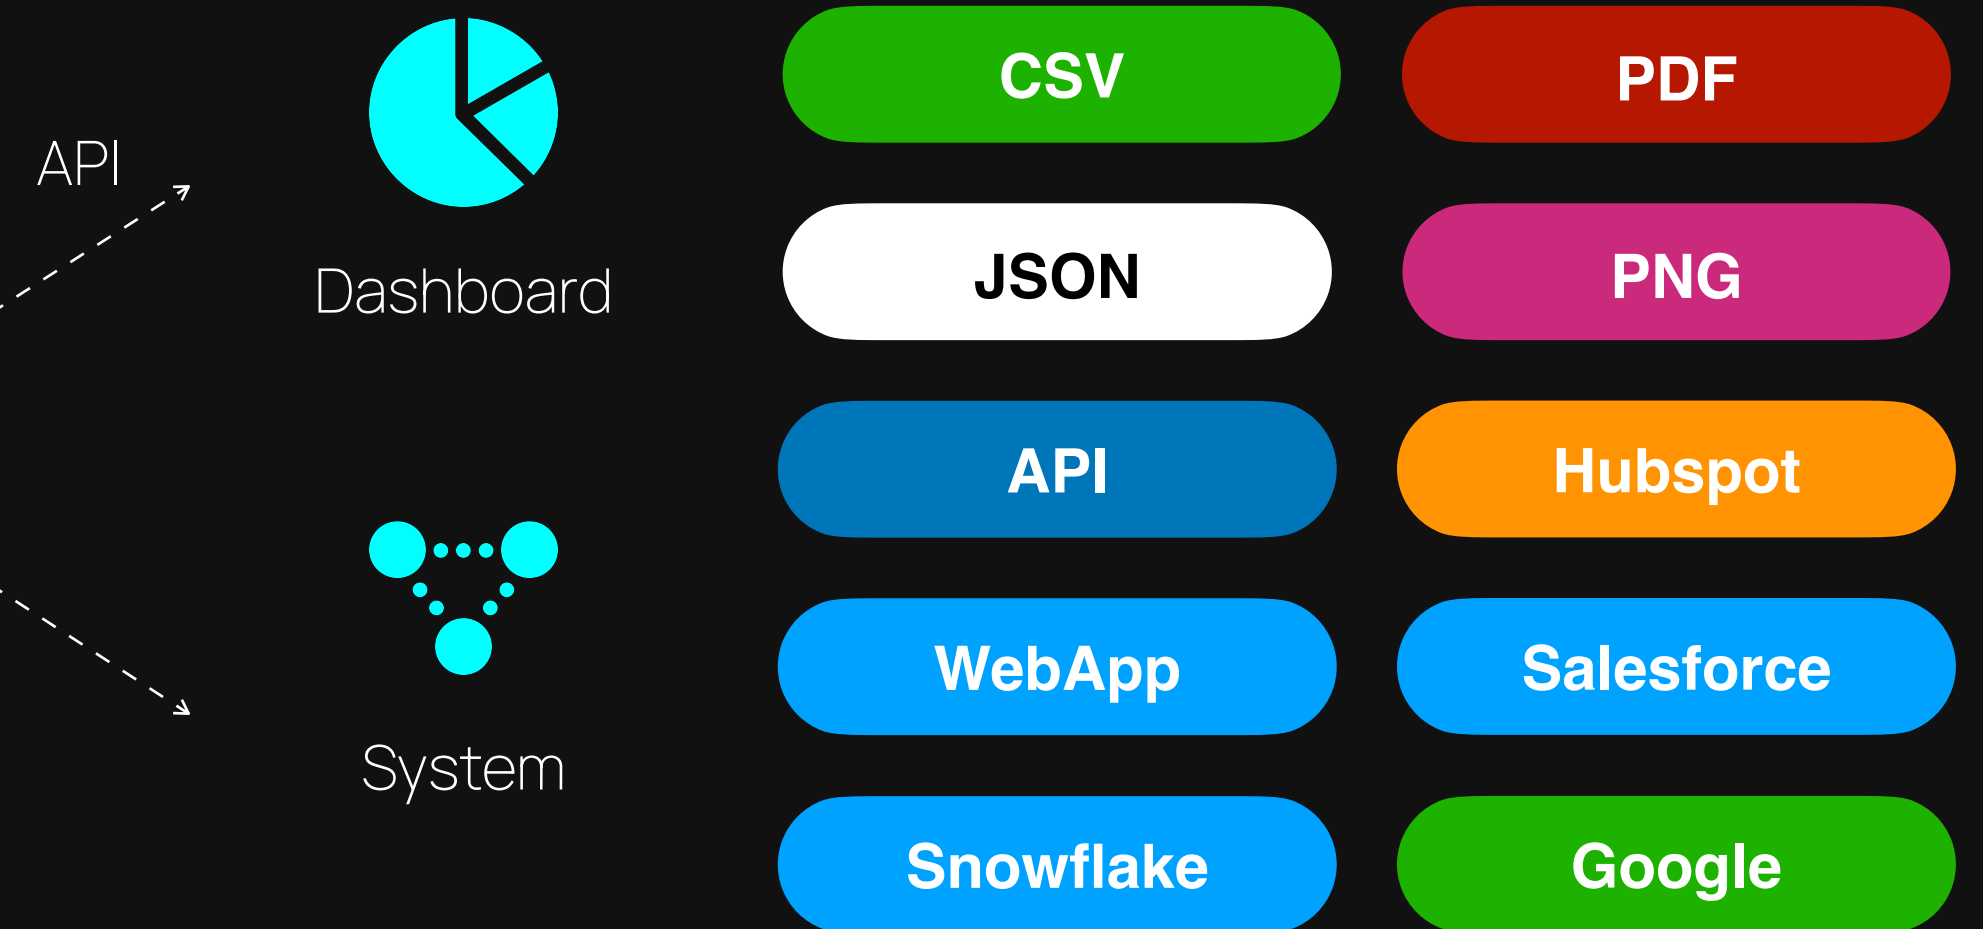 API
Dashboard
System
CSV
PDF
JSON
PNG
API
Hubspot
WebApp
Salesforce
Snowflake
Google